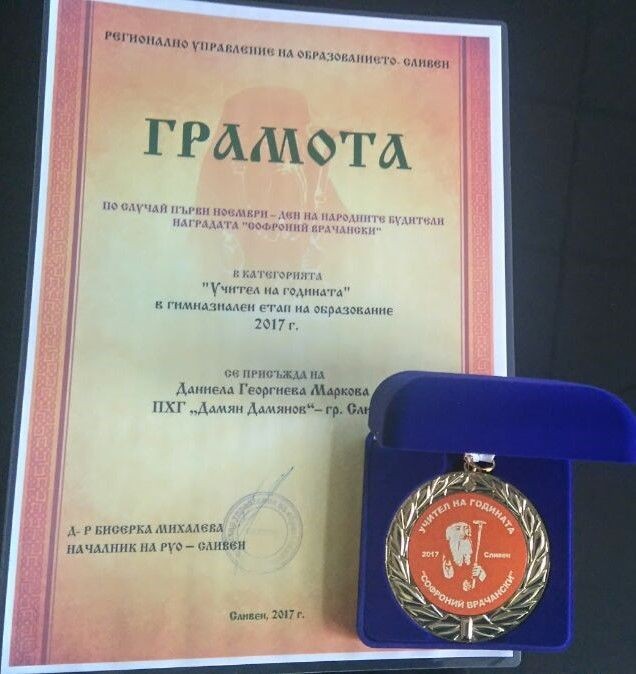 РЕГИОНАЛНО УПРАВЛЕНИЕ НА ОБРАЗОВАНИЕТО- СЛИВЕН
ГРАМОТА
ПО СЛУЧАЙ ПЪРВИ НОЕМВРИ – ДЕН НА НАРОДНИТЕ БУДИТЕЛИ
НАГРАДАТА "СОФРОНИЙ ВРАЧАНСКИ"
В КАТЕГОРИЯТА
"Учител на годината"
в гимназиален етап на образование
2017 г.
СЕ ПРИСЪЖДА НА
Даниела Георгиева Маркова
ПХГ „Дамян Дамянов“– гр.
Д- Р БИСЕРКА МИХАЛЕВА
НАЧАЛНИК НА РУО – СЛИВЕН
Сливен, 2017 г.
УЧИТЕЛ НА ГОДИНАТА
2017 Сливен
"СОФРОНИЙ ВРАЧАНСКИ"